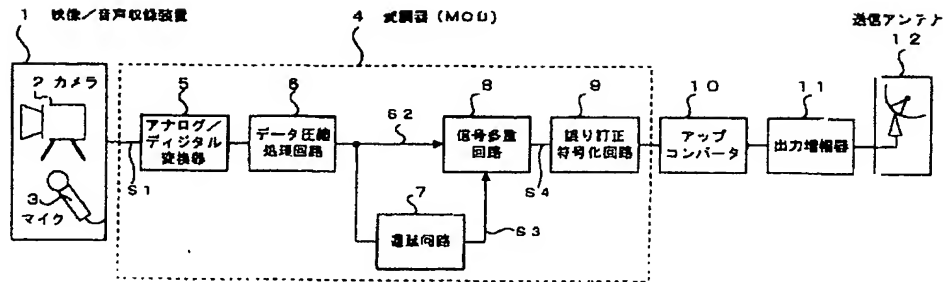 1 映像／音声収録装置
4 変調器(MOD)
送信アンテナ
12
2 カメラ
3
マイク
S1
5
アナログ／
ディジタル
変換器
6
データ圧縮
処理回路
S2
7
遅延回路
S3
8
信号多重
回路
S4
9
誤り訂正
符号化回路
10
アップ
コンバータ
11
出力増幅器